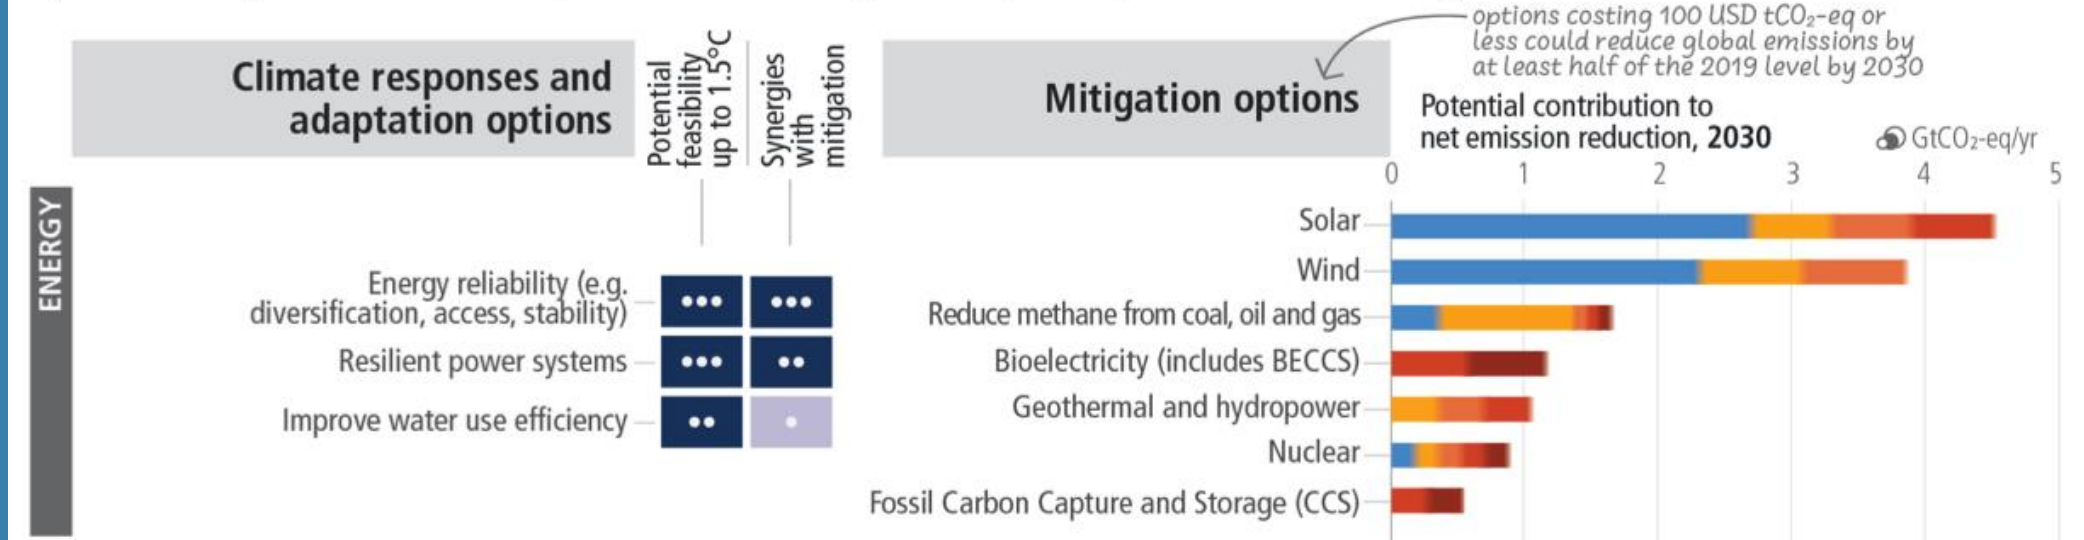 options costing 100 USD tCO₂-eq or
less could reduce global emissions by
at least half of the 2019 level by 2030
Climate responses and
adaptation options
Potential
feasibility
up to 1.5°C
Synergies
with
mitigation
Mitigation options
Potential contribution to
net emission reduction, 2030
GtCO₂-eq/yr
0 1 2 3 4 5
ENERGY
Energy reliability (e.g.
diversification, access, stability)
Resilient power systems
Improve water use efficiency
Solar
Wind
Reduce methane from coal, oil and gas
Bioelectricity (includes BECCS)
Geothermal and hydropower
Nuclear
Fossil Carbon Capture and Storage (CCS)